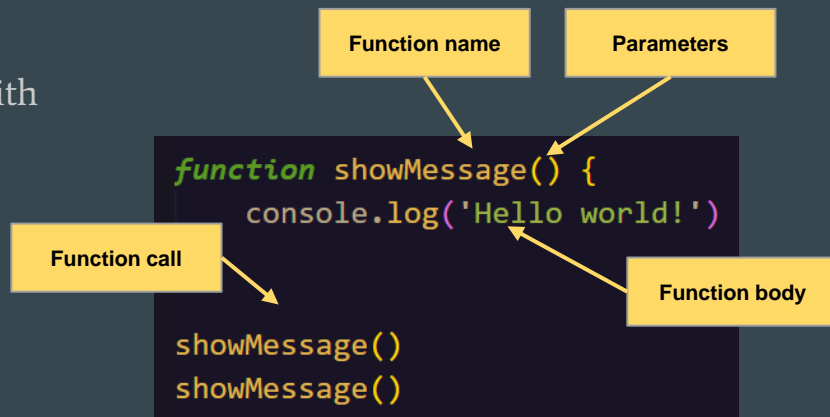 Function name
Parameters
ith
function showMessage() {
console.log('Hello world!')
Function call
Function body
showMessage()
showMessage()